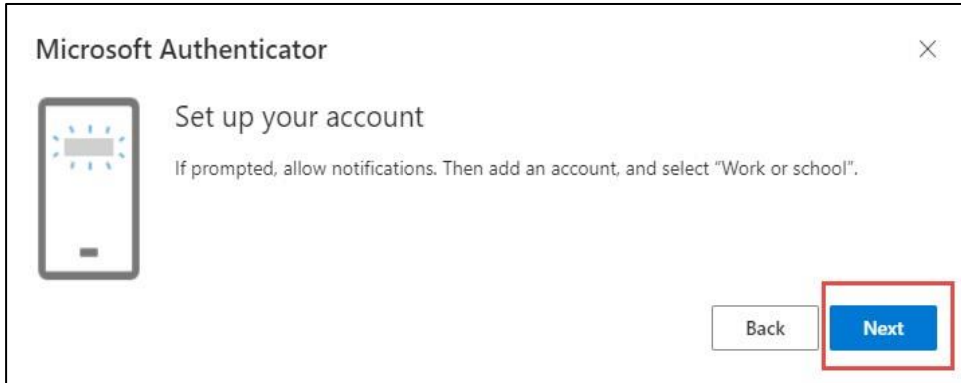 Microsoft Authenticator
Set up your account
If prompted, allow notifications. Then add an account, and select “Work or school”.
Back
Next